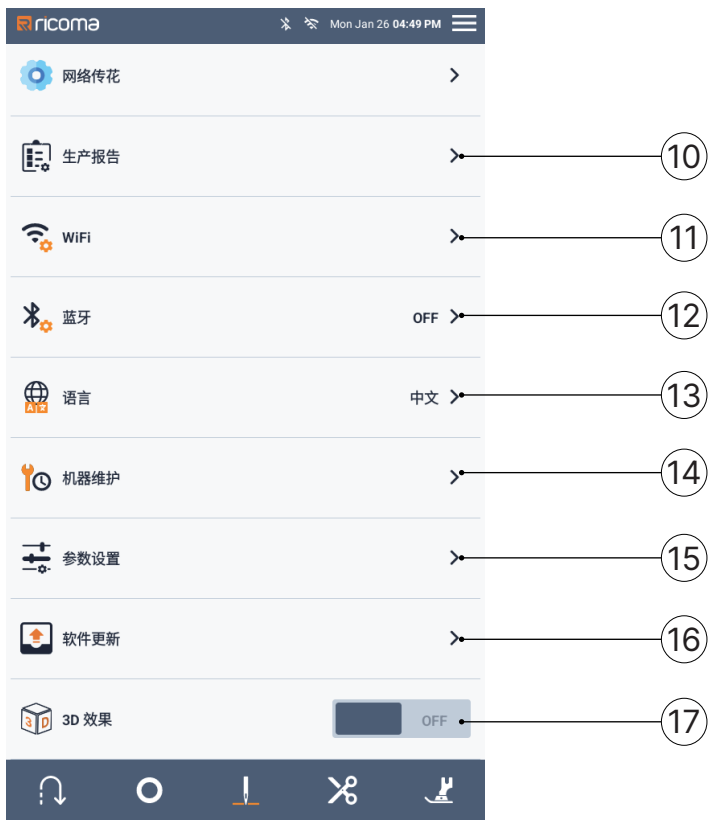 ricoma Mon Jan 26 04:49 PM
网络传花
生产报告 10
WiFi 11
蓝牙 OFF 12
语言 中文 13
机器维护 14
参数设置 15
软件更新 16
3D 效果 OFF 17